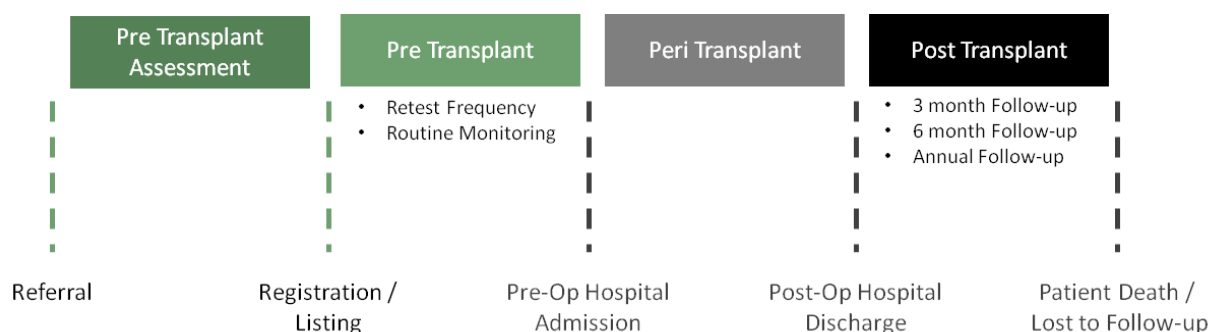 Pre Transplant
Assessment
Pre Transplant
Peri Transplant
Post Transplant
• Retest Frequency
• Routine Monitoring
• 3 month Follow-up
• 6 month Follow-up
• Annual Follow-up
Referral
Registration /
Listing
Pre-Op Hospital
Admission
Post-Op Hospital
Discharge
Patient Death /
Lost to Follow-up